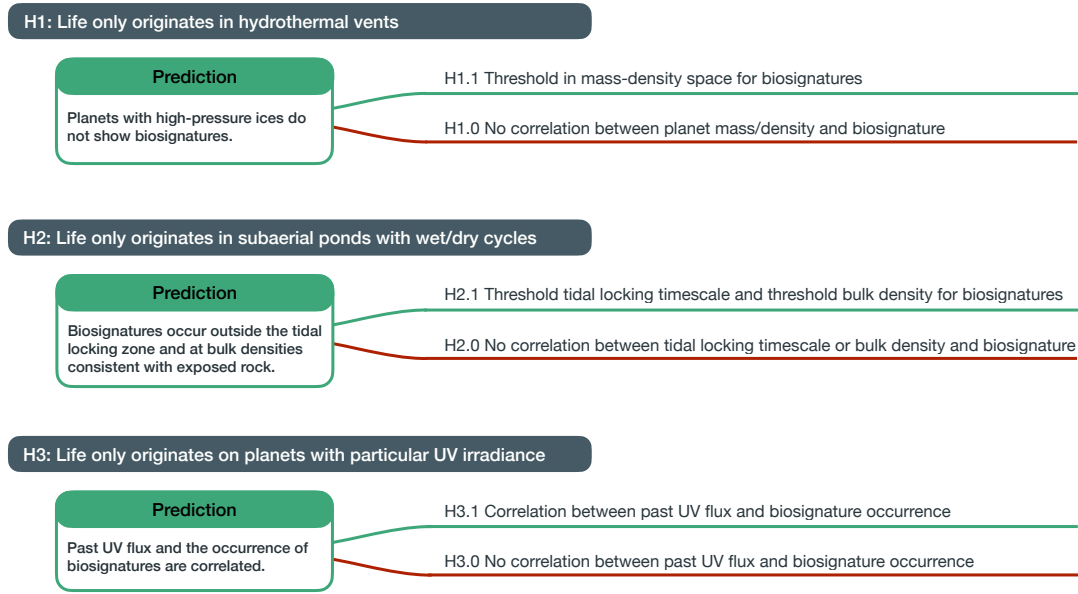 H1: Life only originates in hydrothermal vents
Prediction
Planets with high-pressure ices do
not show biosignatures.
H1.1 Threshold in mass-density space for biosignatures
H1.0 No correlation between planet mass/density and biosignature
H2: Life only originates in subaerial ponds with wet/dry cycles
Prediction
Biosignatures occur outside the tidal
locking zone and at bulk densities
consistent with exposed rock.
H2.1 Threshold tidal locking timescale and threshold bulk density for biosignatures
H2.0 No correlation between tidal locking timescale or bulk density and biosignature
H3: Life only originates on planets with particular UV irradiance
Prediction
Past UV flux and the occurrence of
biosignatures are correlated.
H3.1 Correlation between past UV flux and biosignature occurrence
H3.0 No correlation between past UV flux and biosignature occurrence